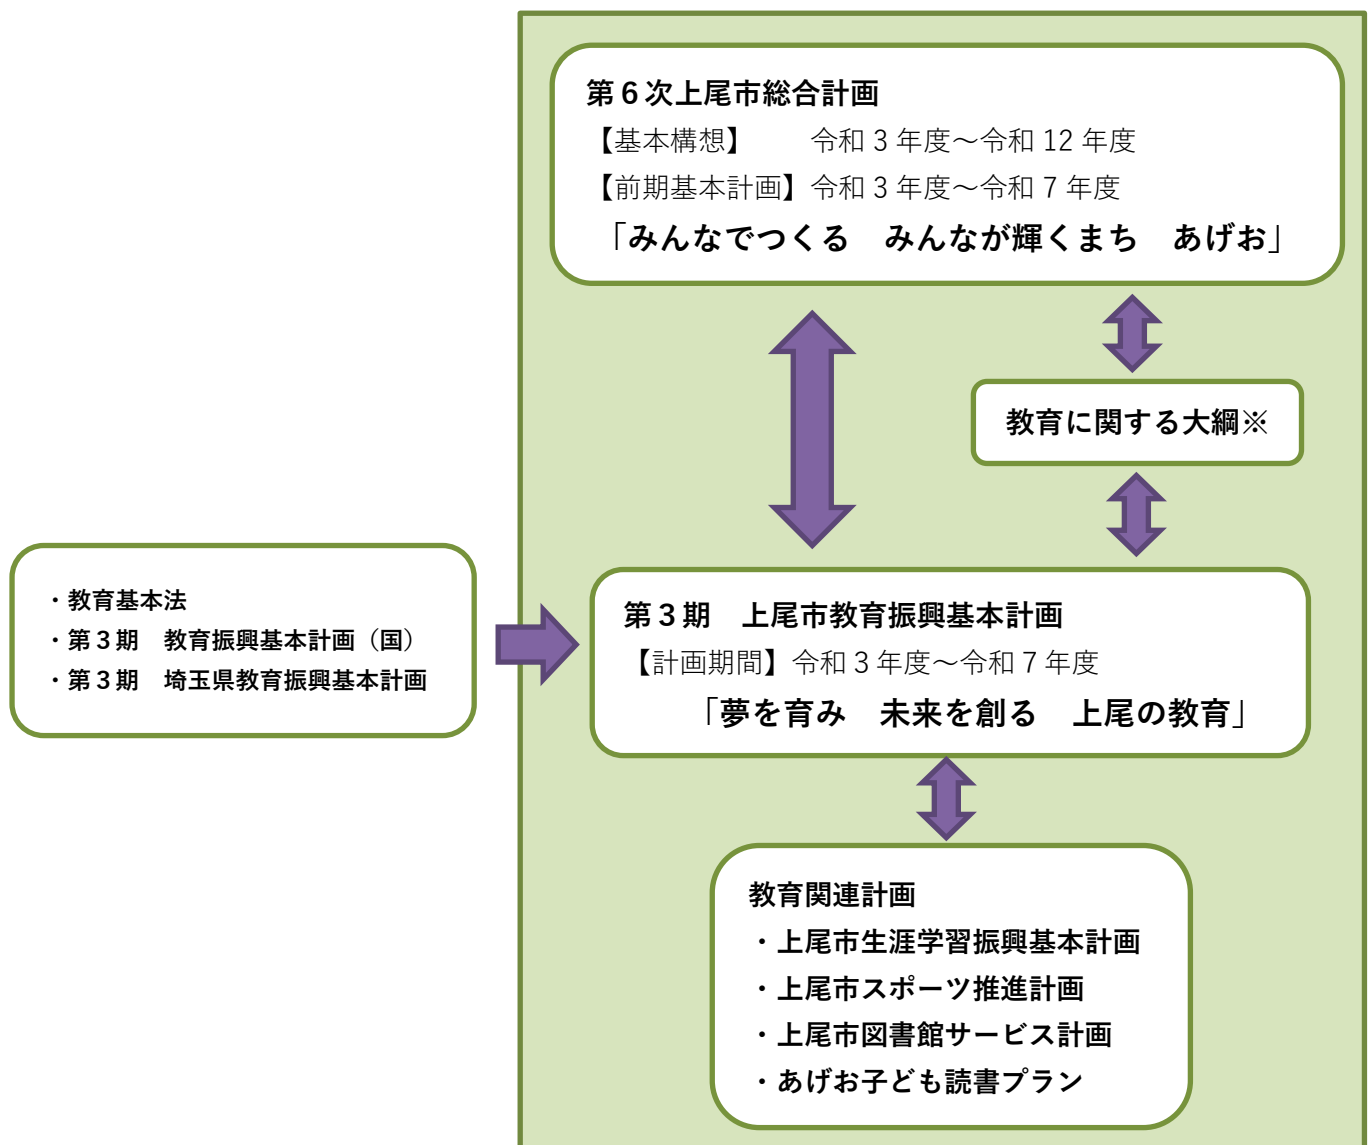 第６次上尾市総合計画
【基本構想】　　令和 3 年度～令和 12 年度
【前期基本計画】令和 3 年度～令和 7 年度
「みんなでつくる　みんなが輝くまち　あげお」
教育に関する大綱※
・教育基本法
・第３期　教育振興基本計画（国）
・第３期　埼玉県教育振興基本計画
第３期　上尾市教育振興基本計画
【計画期間】令和３年度～令和７年度
「夢を育み　未来を創る　上尾の教育」
教育関連計画
・上尾市生涯学習振興基本計画
・上尾市スポーツ推進計画
・上尾市図書館サービス計画
・あげお子ども読書プラン